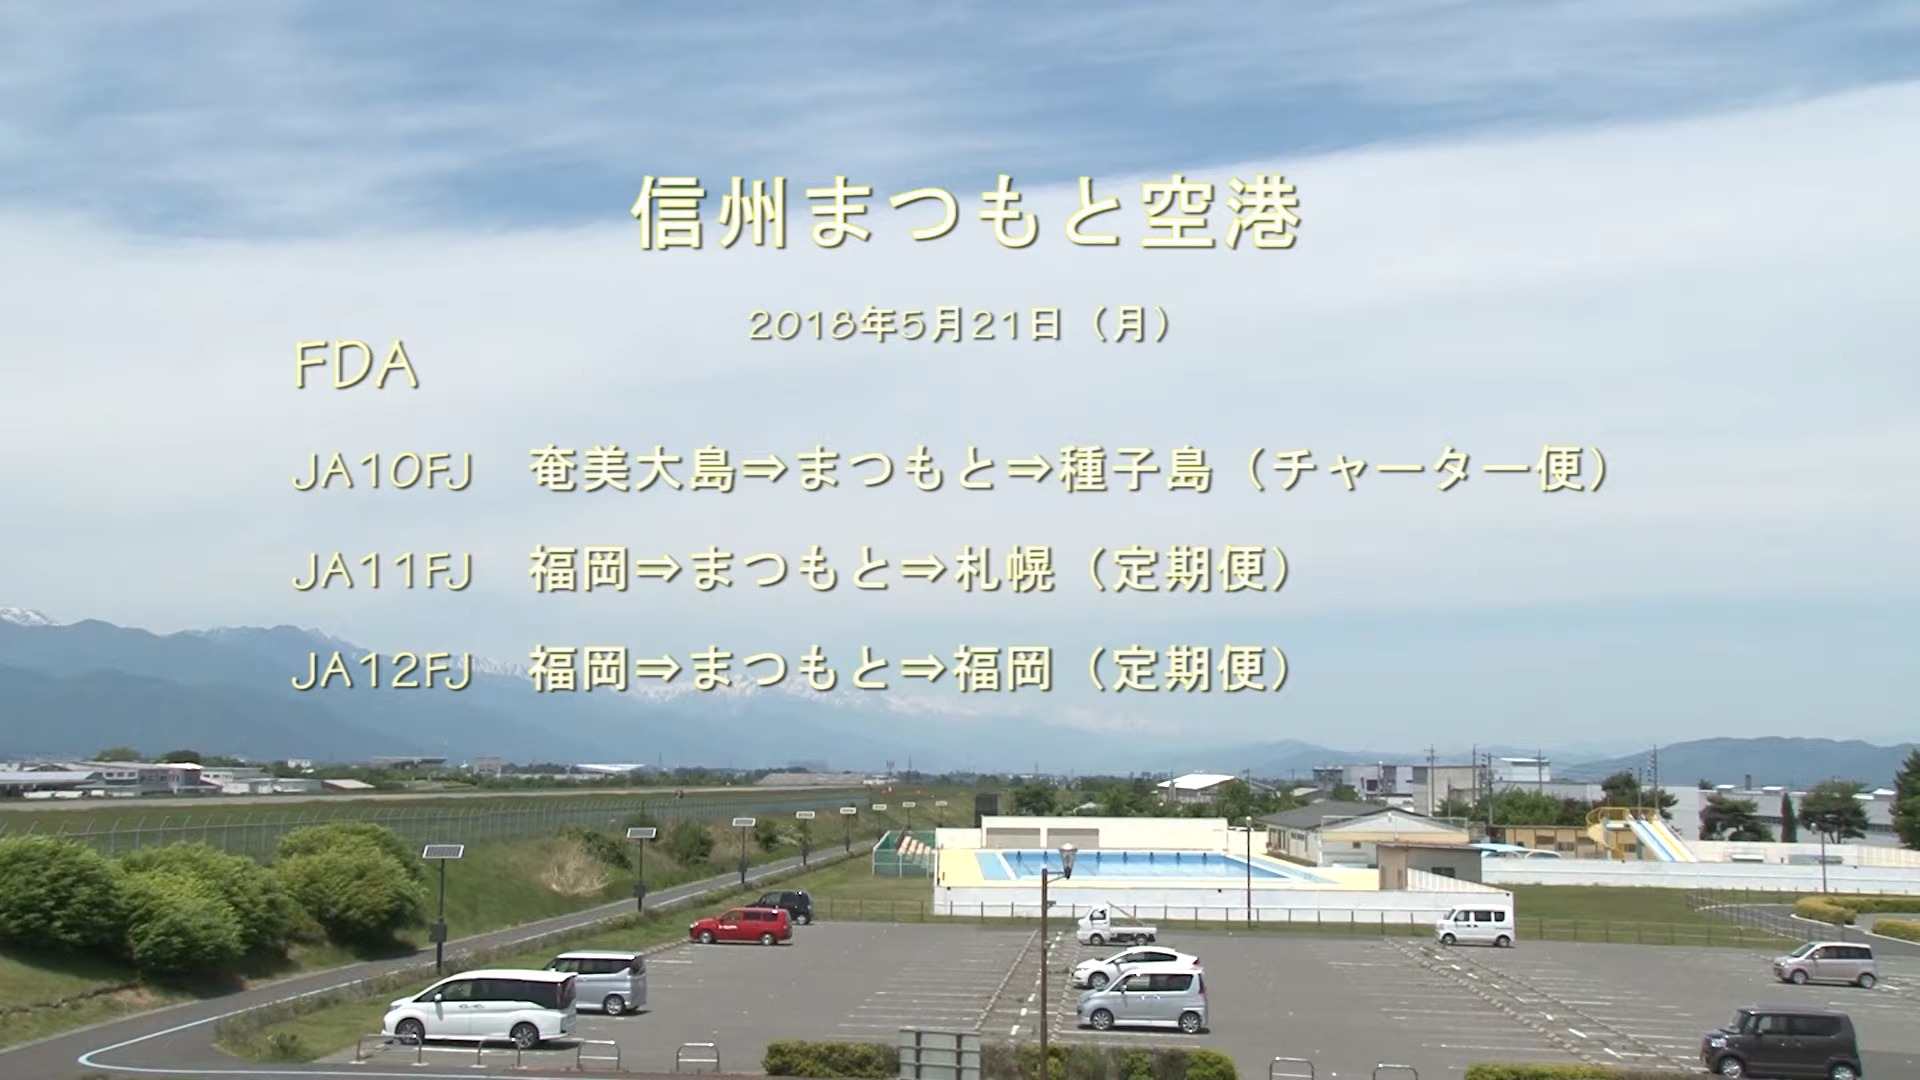 信州まつもと空港
2018年5月21日（月）
FDA
JA10FJ　奄美大島⇒まつもと⇒種子島（チャーター便）
JA11FJ　福岡⇒まつもと⇒札幌（定期便）
JA12FJ　福岡⇒まつもと⇒福岡（定期便）